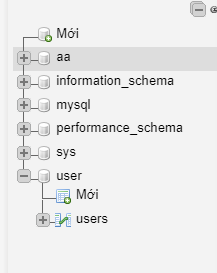 Mới
aa
information_schema
mysql
performance_schema
sys
user
Mới
users